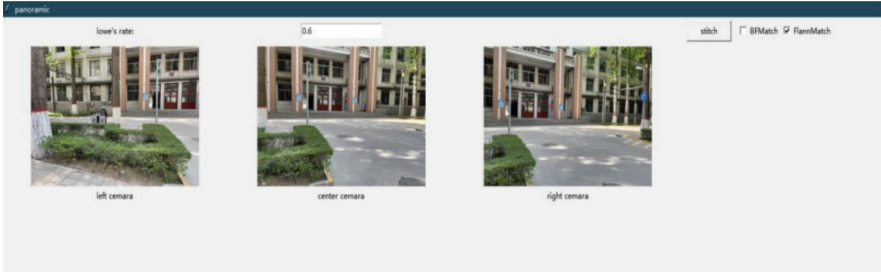 panoramic
lowe's rate: 0.6 stitch BFMatch FlannMatch
left cemara center cemara right cemara